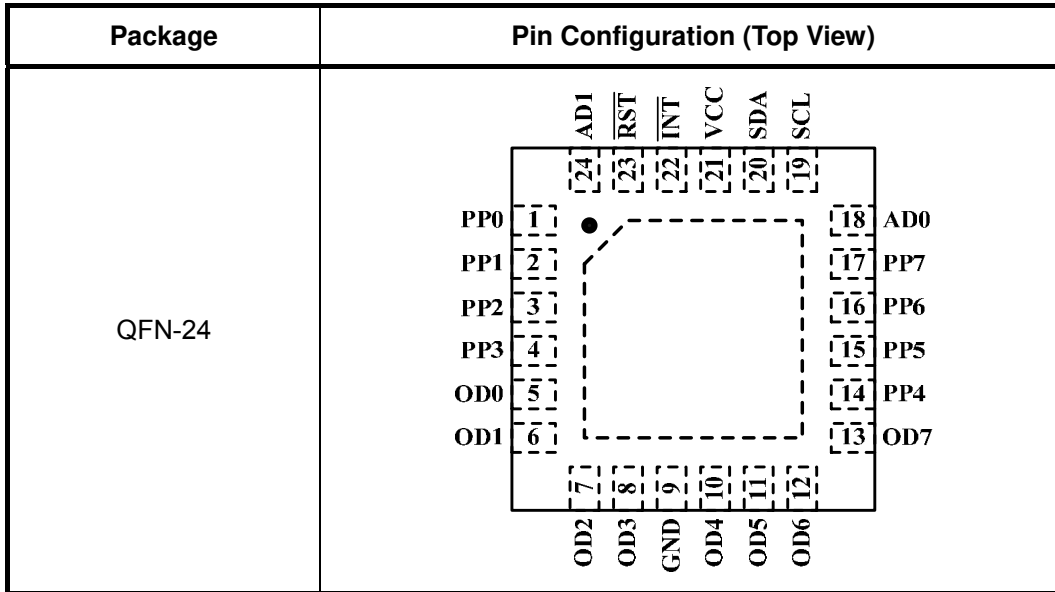 Package
Pin Configuration (Top View)
QFN-24
AD1
R̅S̅T̅
I̅N̅T̅
VCC
SDA
SCL
24
23
22
21
20
19
PP0 1
PP1 2
PP2 3
PP3 4
OD0 5
OD1 6
18 AD0
17 PP7
16 PP6
15 PP5
14 PP4
13 OD7
7
8
9
10
11
12
OD2
OD3
GND
OD4
OD5
OD6